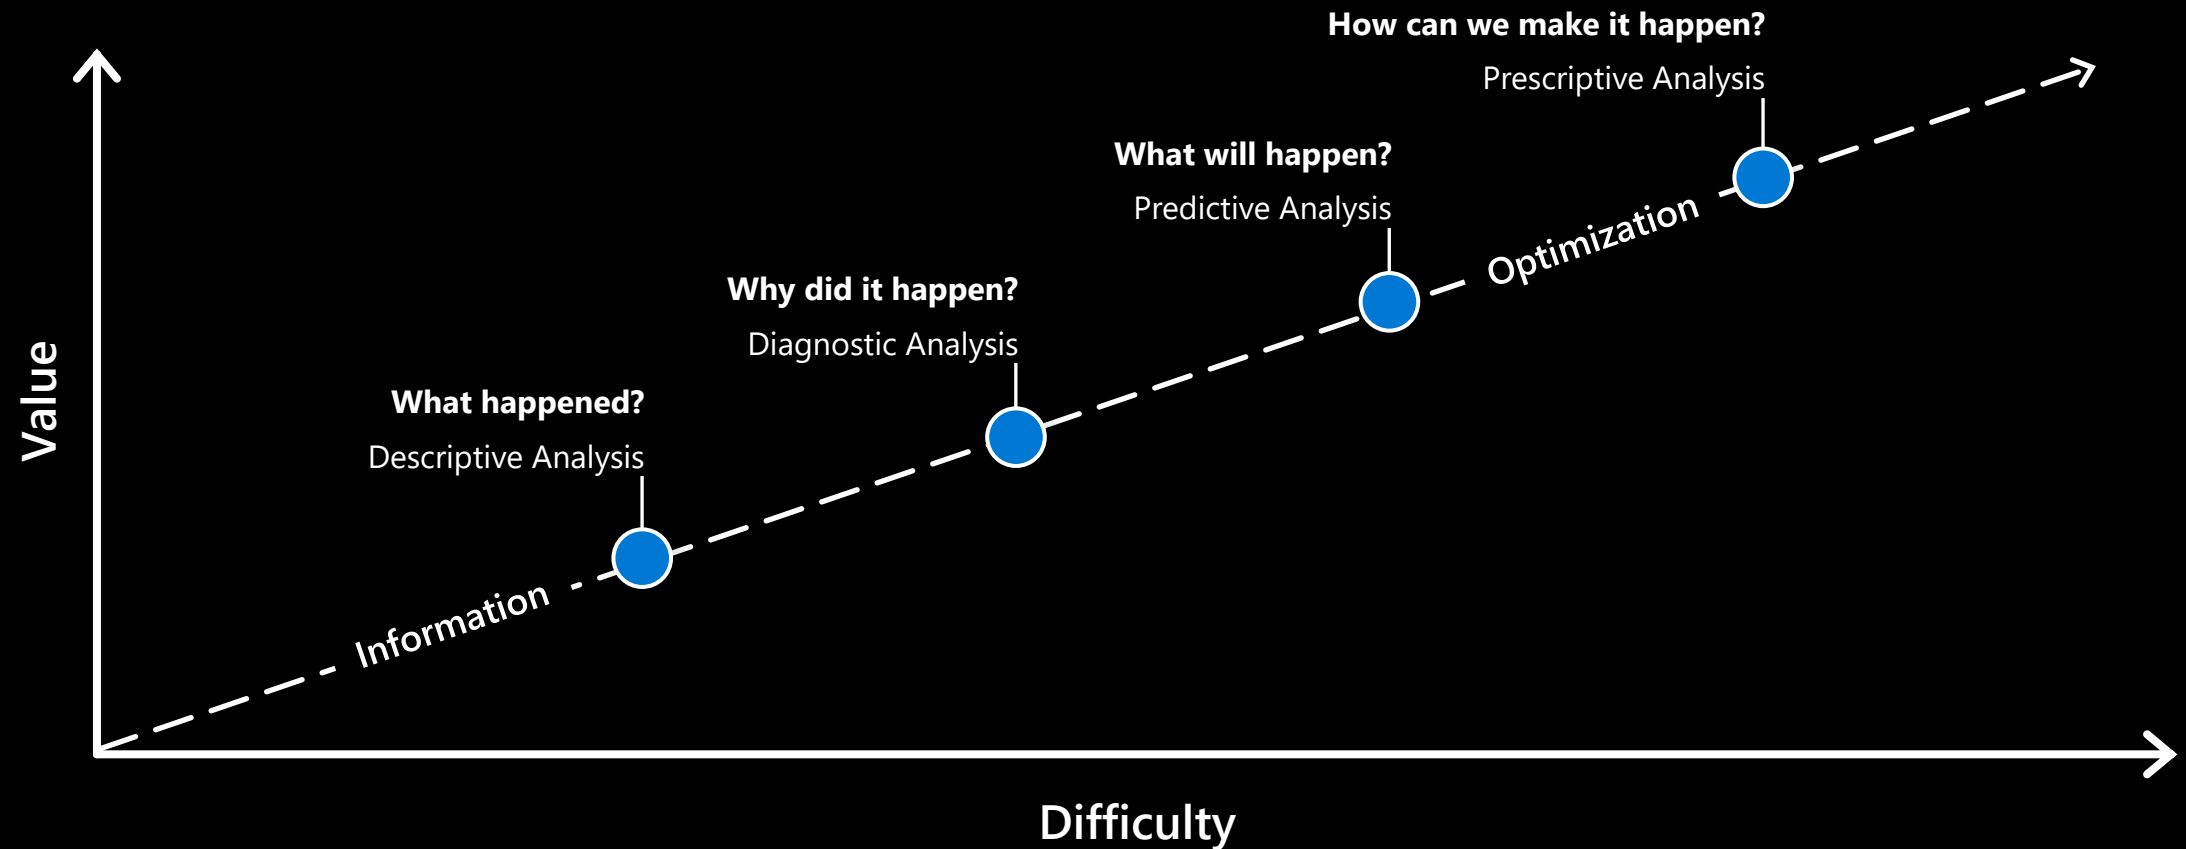 How can we make it happen?
Prescriptive Analysis
What will happen?
Predictive Analysis
Optimization
Why did it happen?
Diagnostic Analysis
What happened?
Descriptive Analysis
Information
Value
Difficulty